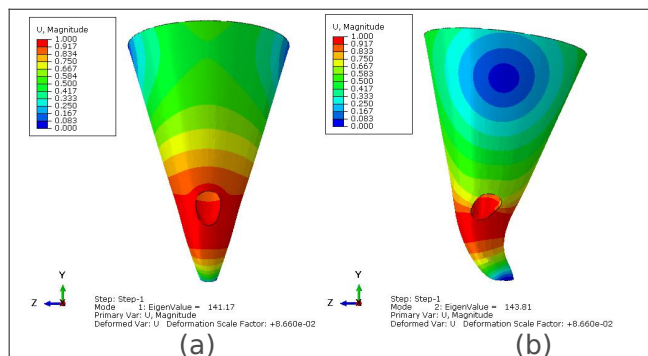 U, Magnitude
1.000
0.917
0.834
0.750
0.667
0.584
0.500
0.417
0.333
0.250
0.167
0.083
0.000
Y
Z
Step: Step-1
Mode 1: EigenValue = 141.17
Primary Var: U, Magnitude
Deformed Var: U Deformation Scale Factor: +8.660e-02
(a)
U, Magnitude
1.000
0.917
0.833
0.750
0.667
0.584
0.500
0.417
0.333
0.250
0.167
0.083
0.000
Y
Z
Step: Step-1
Mode 2: EigenValue = 143.81
Primary Var: U, Magnitude
Deformed Var: U Deformation Scale Factor: +8.660e-02
(b)